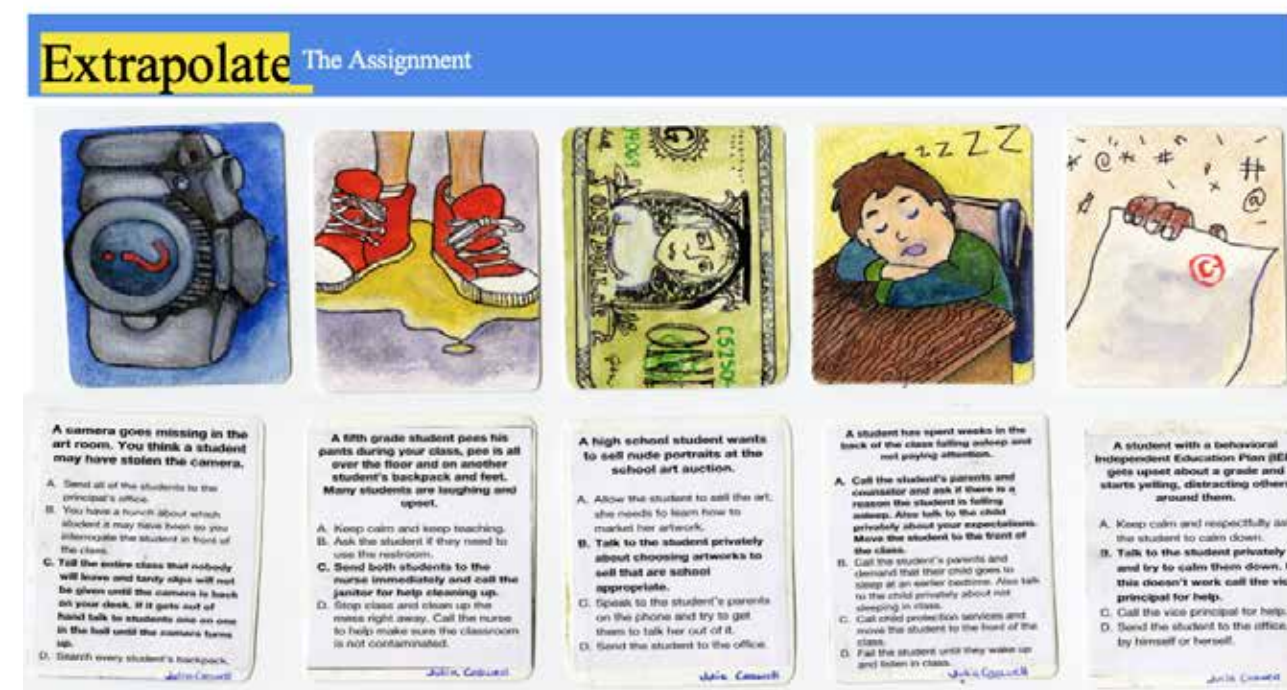 Extrapolate The Assignment
ONE
ONE
C5250
Z Z Z Z
C
A camera goes missing in the
art room. You think a student
may have stolen the camera.
A. Send all of the students to the
principal's office.
B. You have a hunch about which
student it may have been so you
interrogate the student in front of
the class.
C. Tell the entire class that nobody
will leave and tardy slips will not
be given until the camera is back
on your desk. If it gets out of
hand talk to students one on one
in the hall until the camera turns
up.
D. Search every student's backpack.
Julia Casswell
A fifth grade student pees his
pants during your class, pee is all
over the floor and on another
student's backpack and feet.
Many students are laughing and
upset.
A. Keep calm and keep teaching.
B. Ask the student if they need to
use the restroom.
C. Send both students to the
nurse immediately and call the
janitor for help cleaning up.
D. Stop class and clean up the
mess right away. Call the nurse
to help make sure the classroom
is not contaminated.
Julia Casswell
A high school student wants
to sell nude portraits at the
school art auction.
A. Allow the student to sell the art,
she needs to learn how to
market her artwork.
B. Talk to the student privately
about choosing artworks to
sell that are school
appropriate.
C. Speak to the student's parents
on the phone and try to get
them to talk her out of it.
D. Send the student to the office.
Julia Casswell
A student has spent weeks in the
back of the class falling asleep and
not paying attention.
A. Call the student's parents and
counselor and ask if there is a
reason the student is falling
asleep. Also talk to the child
privately about your expectations.
Move the student to the front of
the class.
B. Call the student's parents and
demand that their child goes to
sleep at an earlier bedtime. Also talk
to the child privately about not
sleeping in class.
C. Call child protection services and
move the student to the front of the
class.
D. Fail the student until they wake up
and listen in class.
Julia Casswell
A student with a behavioral
Independent Education Plan (IE
gets upset about a grade and
starts yelling, distracting other
around them.
A. Keep calm and respectfully as
the student to calm down.
B. Talk to the student privately
and try to calm them down. I
this doesn't work call the vi
principal for help.
C. Call the vice principal for help.
D. Send the student to the office
by himself or herself.
Julia Casswell